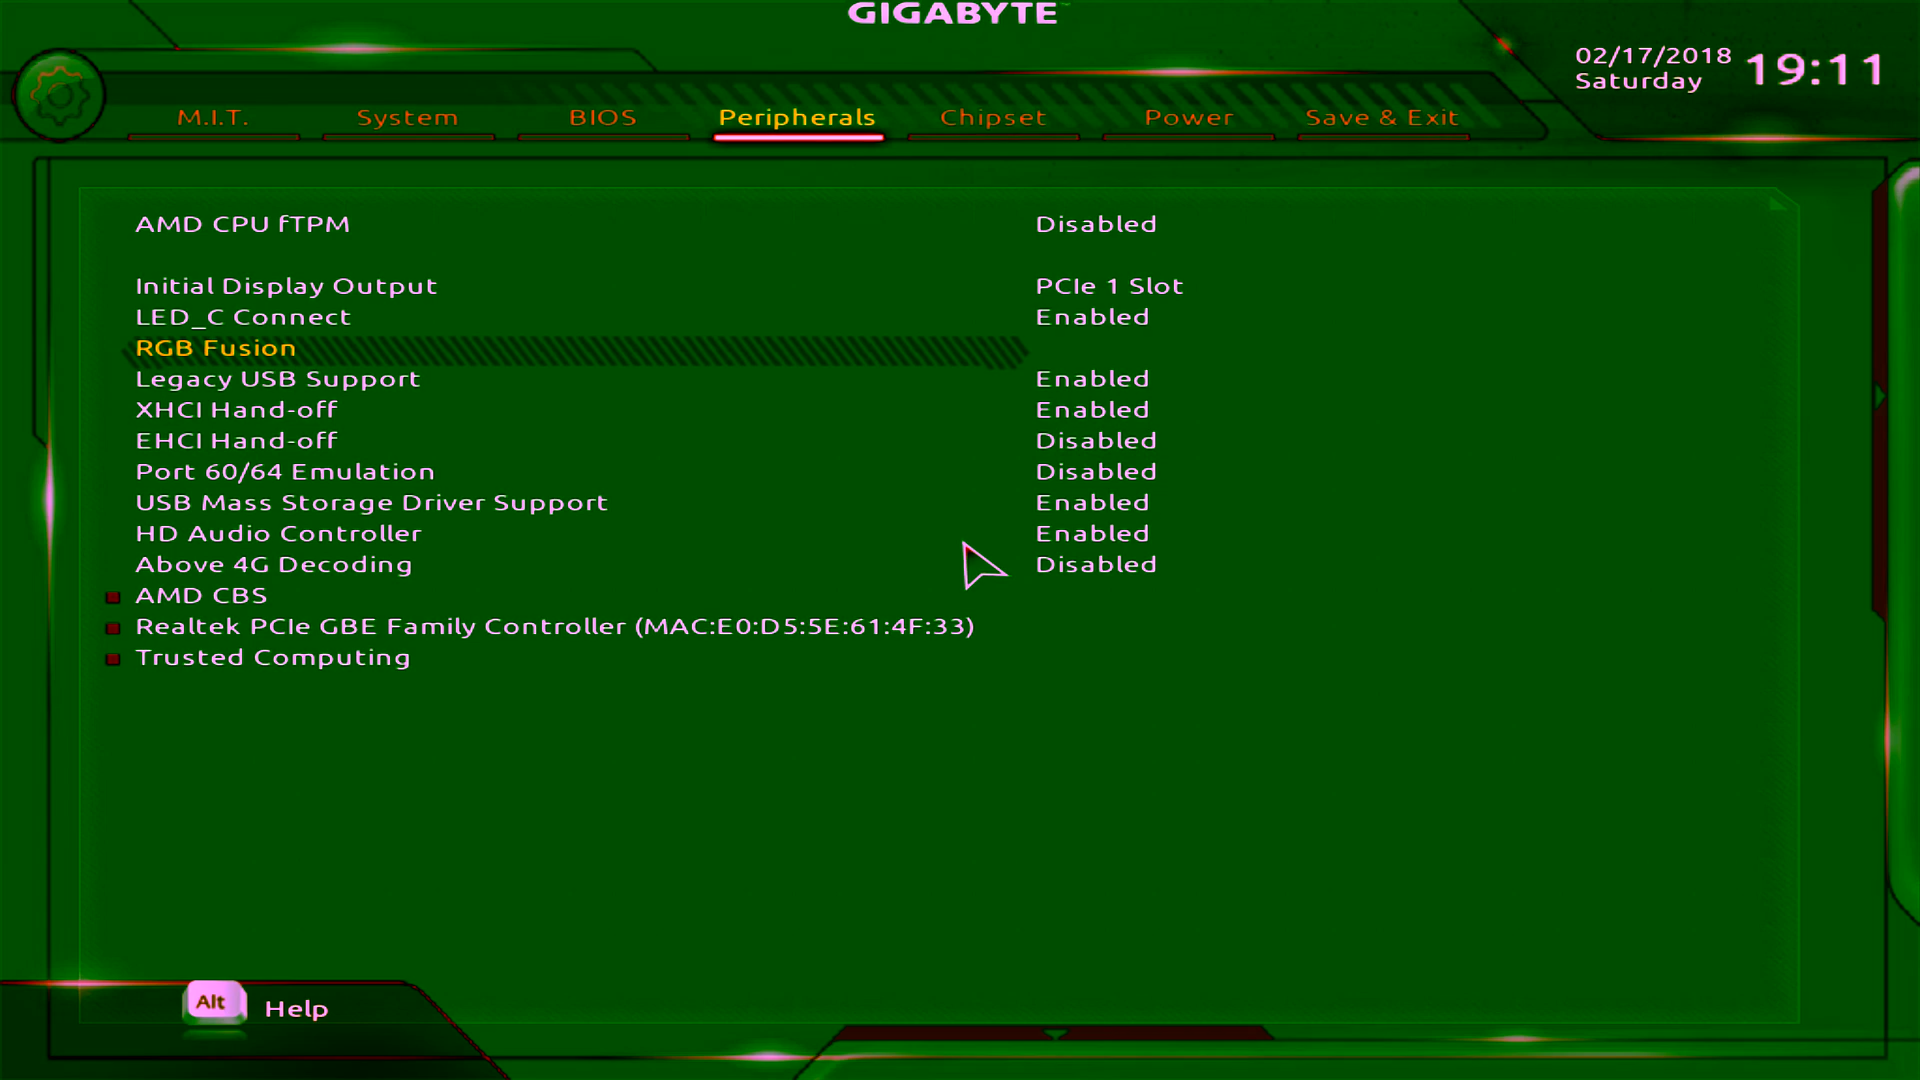 GIGABYTE
02/17/2018
Saturday
19:11
M.I.T. System BIOS Peripherals Chipset Power Save & Exit
AMD CPU fTPM Disabled
Initial Display Output PCIe 1 Slot
LED_C Connect Enabled
RGB Fusion
Legacy USB Support Enabled
XHCI Hand-off Enabled
EHCI Hand-off Disabled
Port 60/64 Emulation Disabled
USB Mass Storage Driver Support Enabled
HD Audio Controller Enabled
Above 4G Decoding Disabled
AMD CBS
Realtek PCIe GBE Family Controller (MAC:E0:D5:5E:61:4F:33)
Trusted Computing
Alt Help